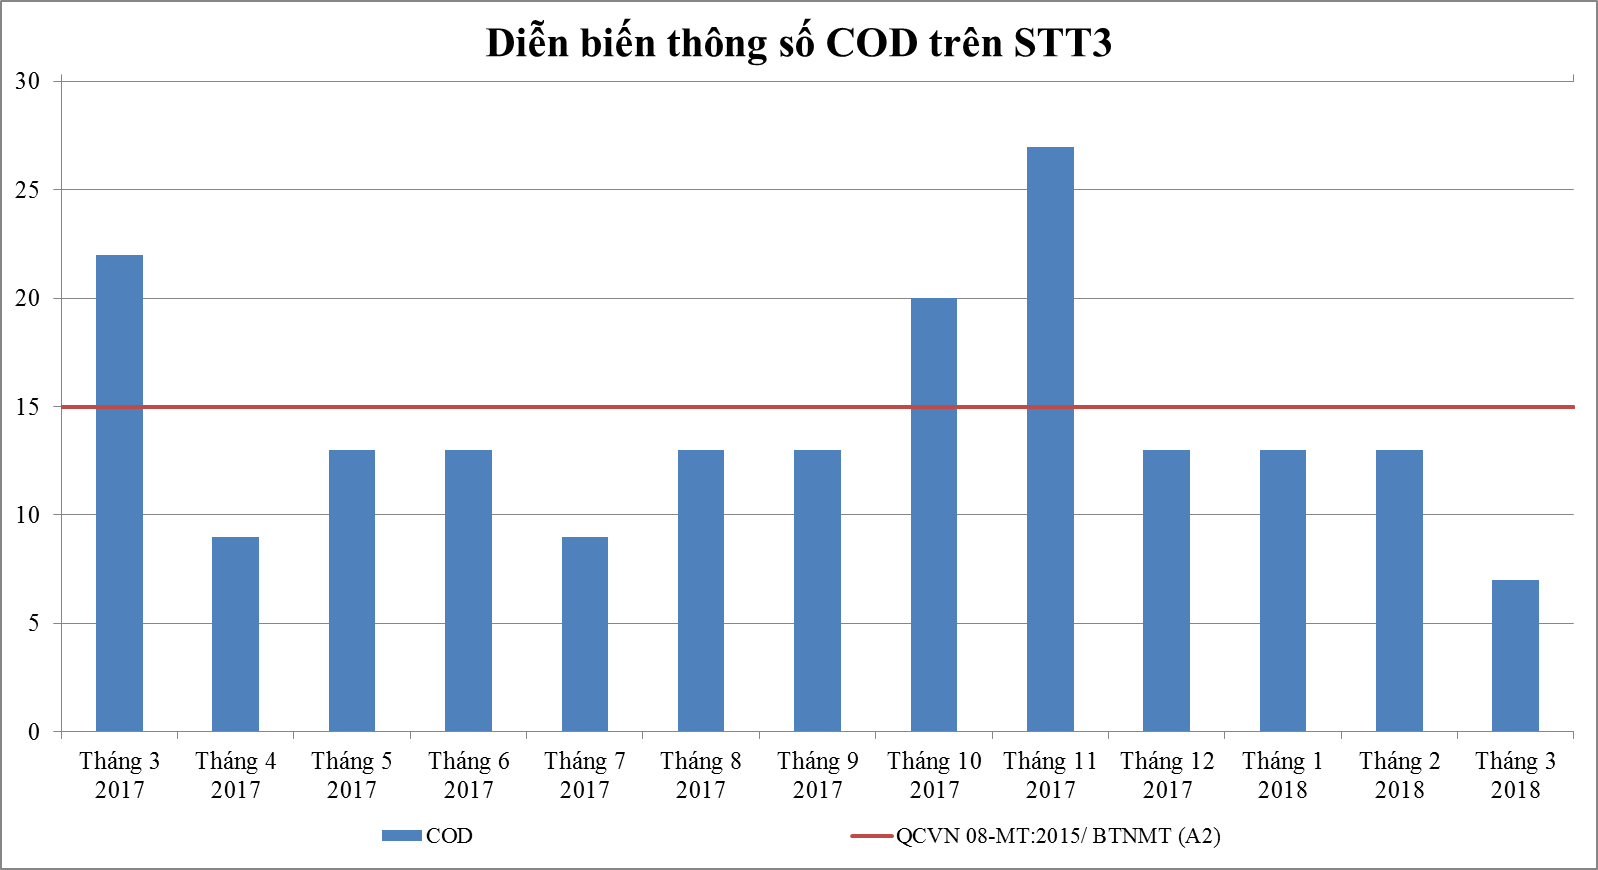 Diễn biến thông số COD trên STT3
30
25
20
15
10
5
0
Tháng 3 Tháng 4 Tháng 5 Tháng 6 Tháng 7 Tháng 8 Tháng 9 Tháng 10 Tháng 11 Tháng 12 Tháng 1 Tháng 2 Tháng 3
2017 2017 2017 2017 2017 2017 2017 2017 2017 2017 2018 2018 2018
COD QCVN 08-MT:2015/ BTNMT (A2)